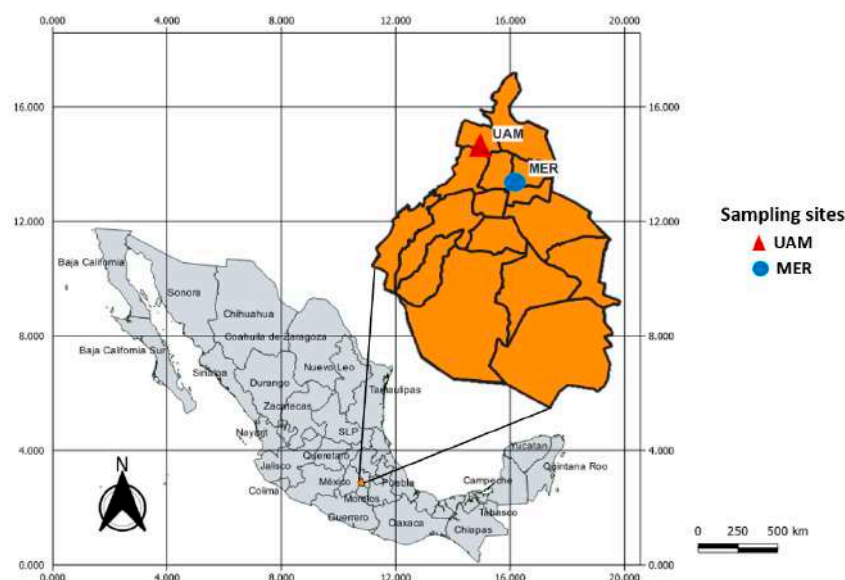 0.000 4.000 8.000 12.000 16.000 20.000
16.000 16.000
UAM
MER
Sampling sites
UAM
MER
12.000 12.000
Baja California
Sonora
Chihuahua
8.000 8.000
Coahuila de Zaragoza
Baja California Sur
Nuevo Leo
Sinaloa
Durango
Tamaulipas
Zacatecas
Nayarit
SLP
4.000 4.000
Yucatan
Queretaro
Jalisco
Quintana Roo
México
Puebla
Campeche
Colima
Morelos
Tabasco
N
Guerrero
Oaxaca
Chiapas
0 250 500 km
0.000 0.000
0.000 4.000 8.000 12.000 16.000 20.000